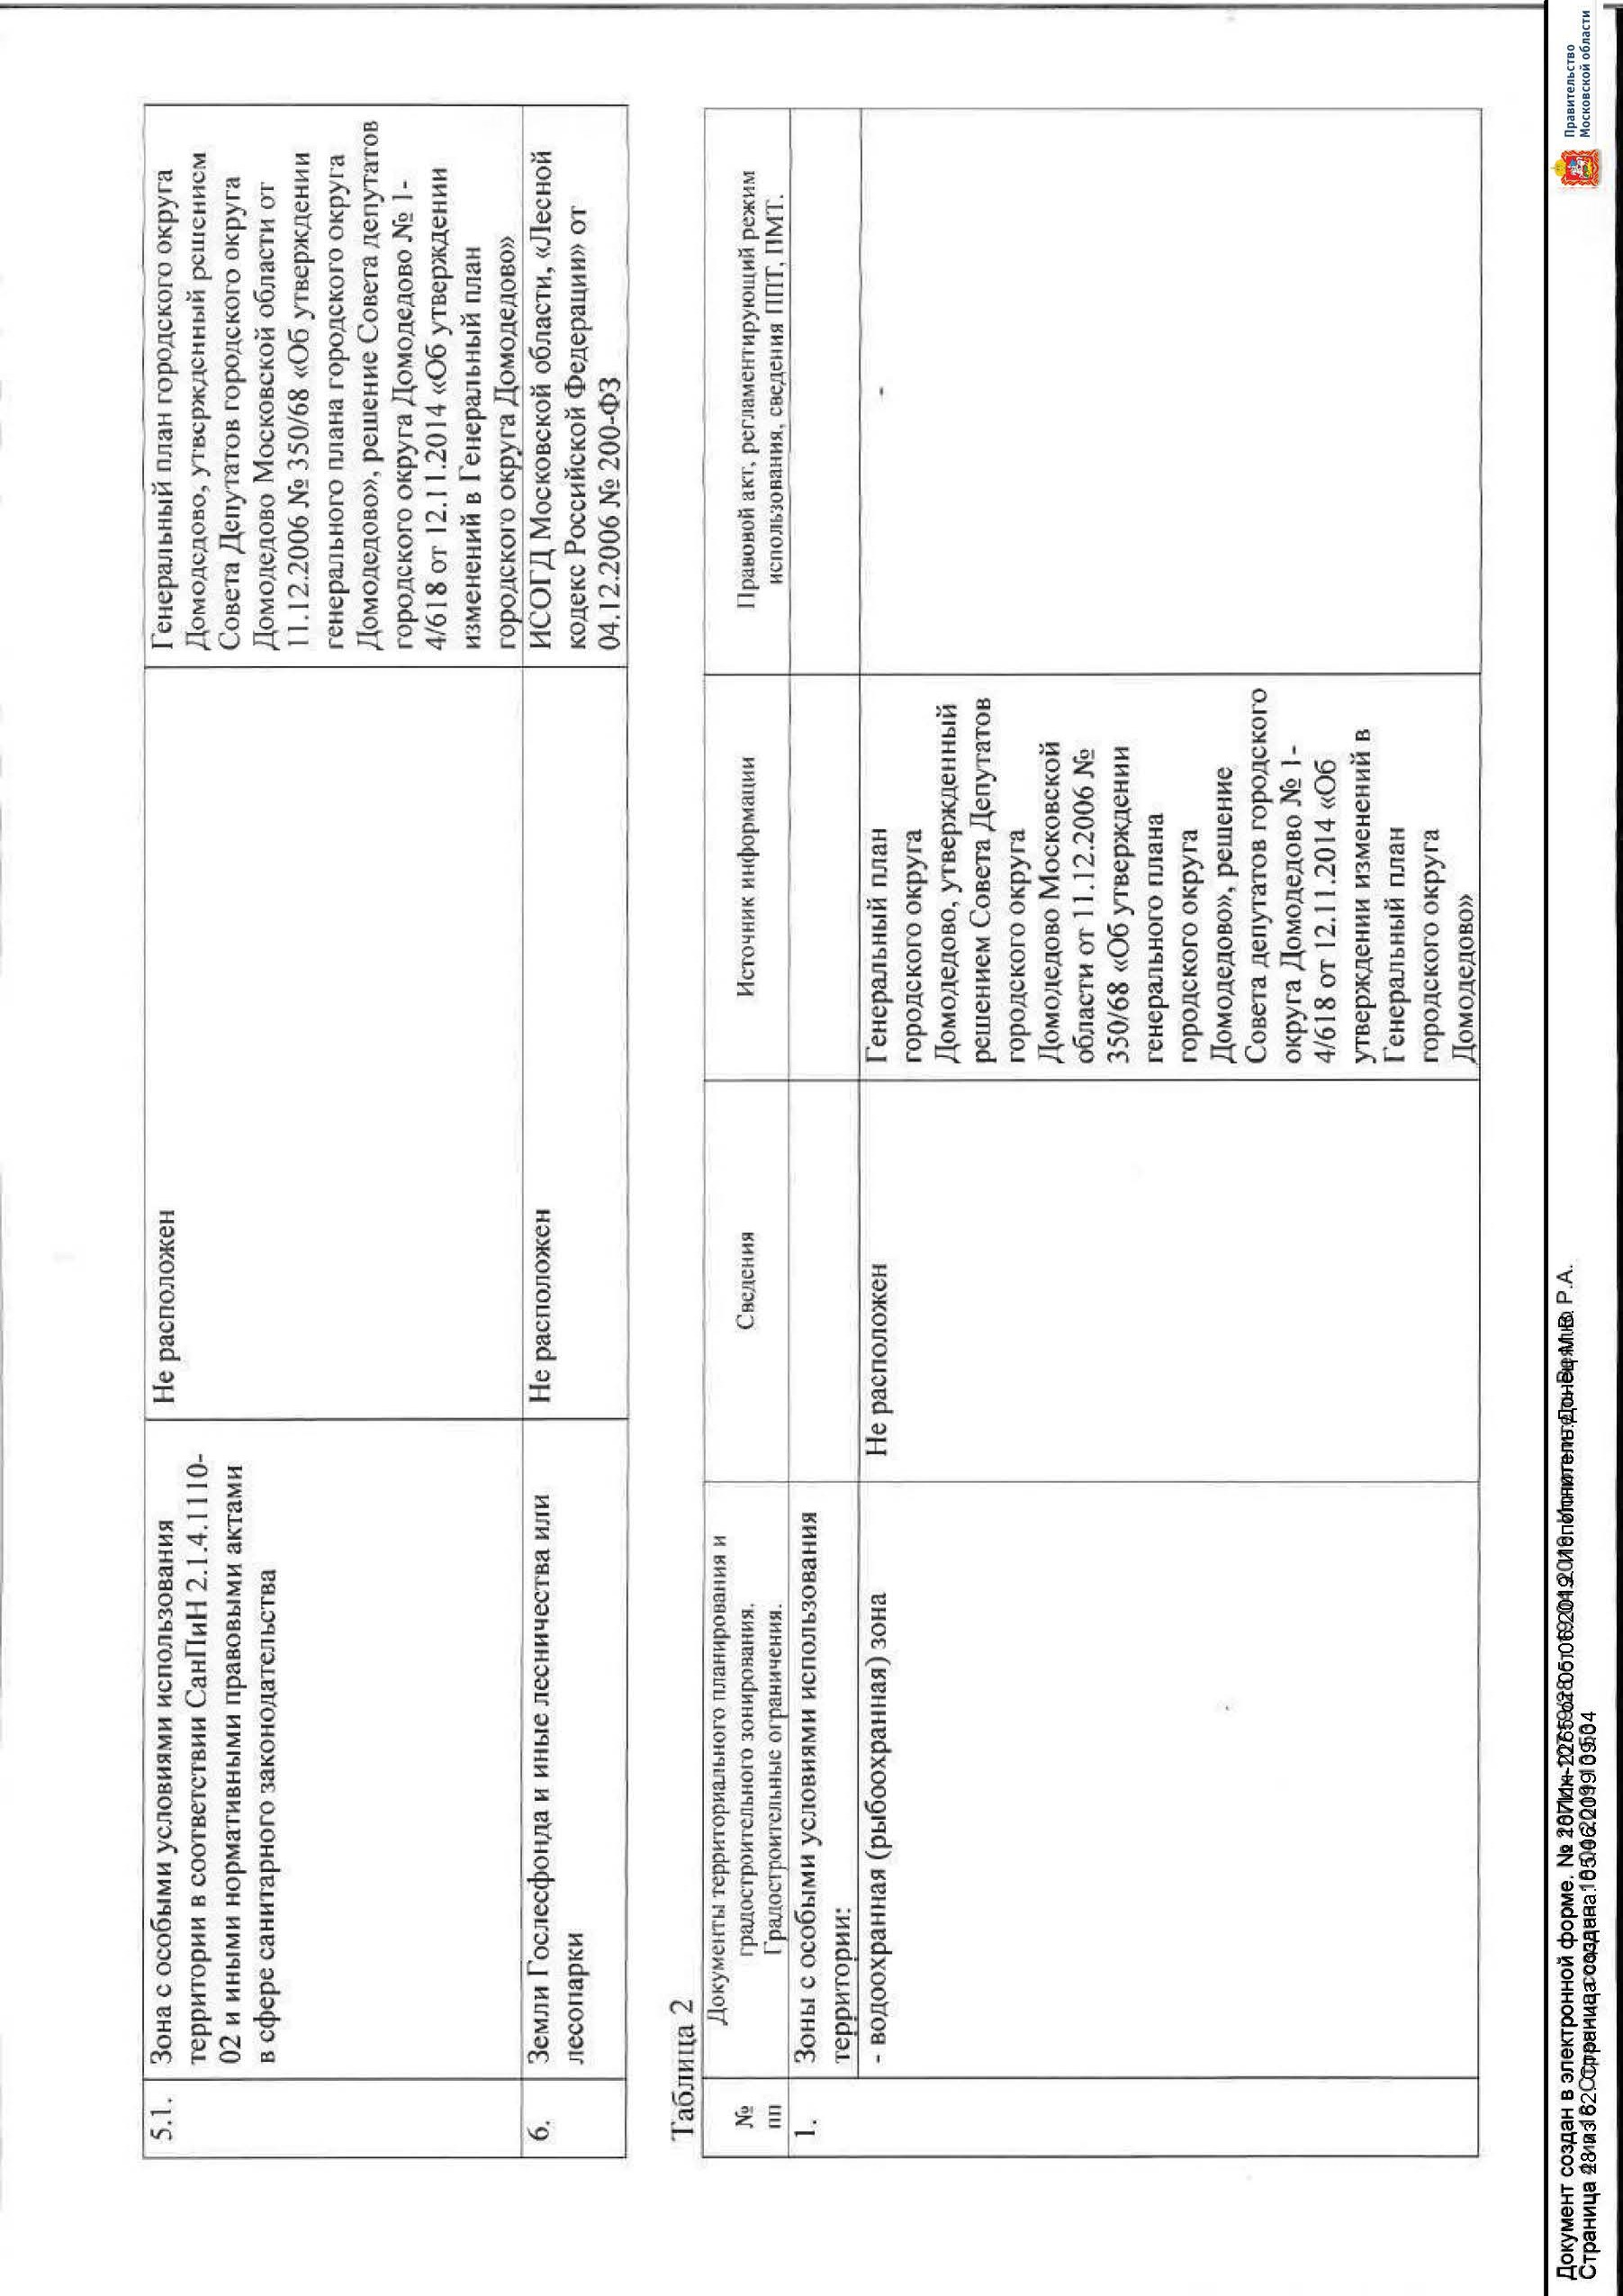 5.1.
Зона с особыми условиями использования
территории в соответствии СанПиН 2.1.4.1110-
02 и иными нормативными правовыми актами
в сфере санитарного законодательства
Не расположен
Генеральный план городского округа
Домодедово, утвержденный решением
Совета Депутатов городского округа
Домодедово Московской области от
11.12.2006 № 350/68 «Об утверждении
генерального плана городского округа
Домодедово», решение Совета депутатов
городского округа Домодедово № 1-
4/618 от 12.11.2014 «Об утверждении
изменений в Генеральный план
городского округа Домодедово»
6.
Земли Гослесфонда и иные лесничества или
лесопарки
Не расположен
ИСОГД Московской области, «Лесной
кодекс Российской Федерации» от
04.12.2006 № 200-ФЗ
Таблица 2
№
пп
Документы территориального планирования и
градостроительного зонирования.
Градостроительные ограничения.
Сведения
Источник информации
Правовой акт, регламентирующий режим
использования, сведения ППТ, ПМТ.
1.
Зоны с особыми условиями использования
территории:
- водоохранная (рыбоохранная) зона
Не расположен
Генеральный план
городского округа
Домодедово, утвержденный
решением Совета Депутатов
городского округа
Домодедово Московской
области от 11.12.2006 №
350/68 «Об утверждении
генерального плана
городского округа
Домодедово», решение
Совета депутатов городского
округа Домодедово № 1-
4/618 от 12.11.2014 «Об
утверждении изменений в
Генеральный план
городского округа
Домодедово»
-
Документ создан в электронной форме. №
Страница
Правительство
Московской области